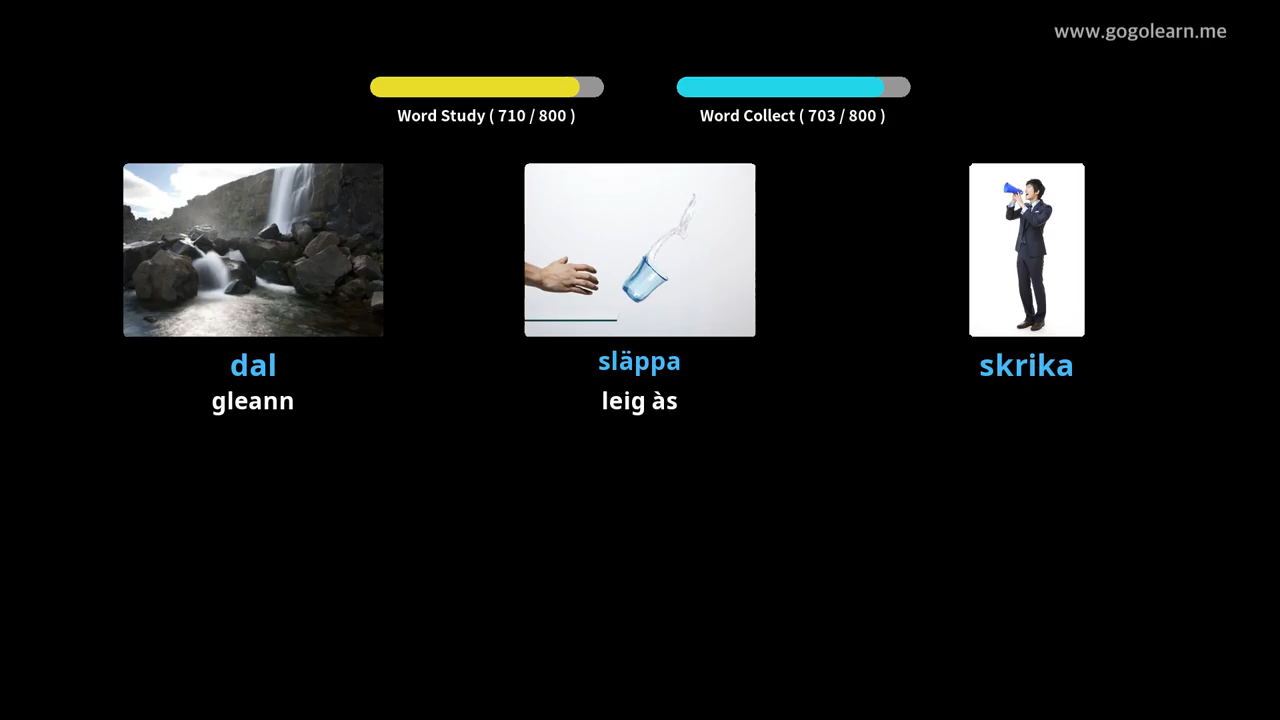 www.gogolearn.me
Word Study ( 710 / 800 )
Word Collect ( 703 / 800 )
dal
gleann
släppa
leig às
skrika